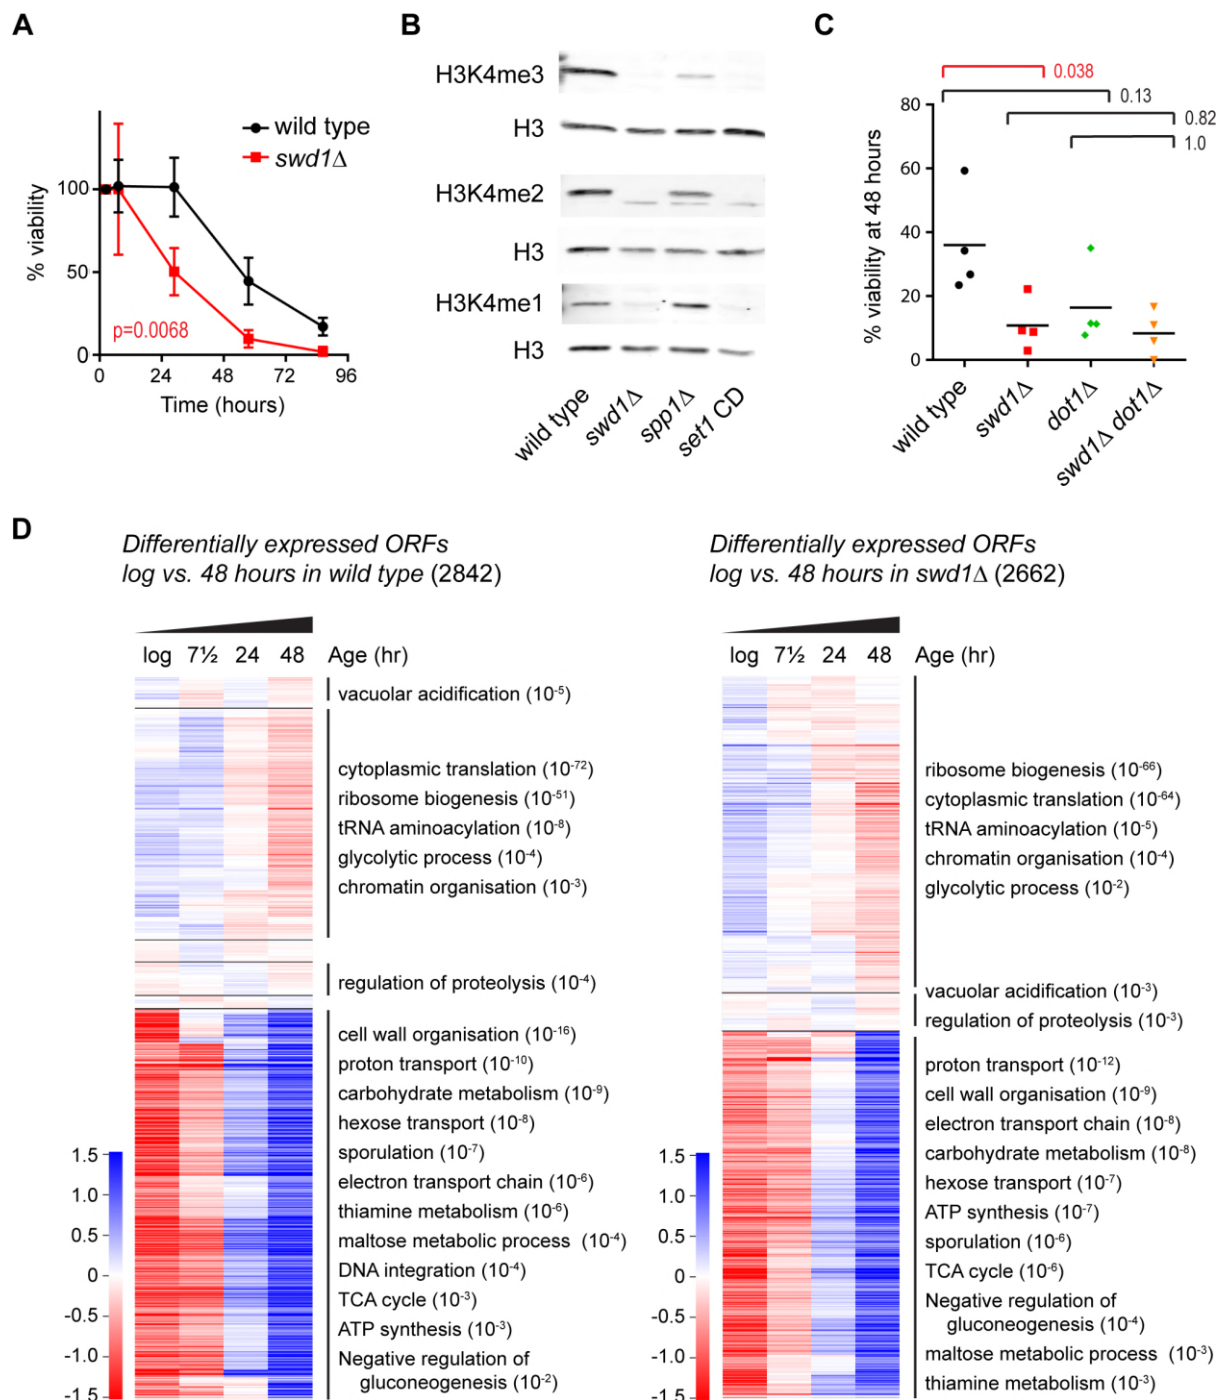 A
wild type
swd1Δ
% viability
100
50
0
p=0.0068
0 24 48 72 96
Time (hours)
B
H3K4me3
H3
H3K4me2
H3
H3K4me1
H3
wild type
swd1Δ
spp1Δ
set1 CD
C
0.038
0.13
0.82
1.0
% viability at 48 hours
80
60
40
20
0
wild type
swd1Δ
dot1Δ
swd1Δ dot1Δ
D
Differentially expressed ORFs
log vs. 48 hours in wild type (2842)
log 7½ 24 48 Age (hr)
vacuolar acidification (10⁻⁵)
cytoplasmic translation (10⁻⁷²)
ribosome biogenesis (10⁻⁵¹)
tRNA aminoacylation (10⁻⁸)
glycolytic process (10⁻⁴)
chromatin organisation (10⁻³)
regulation of proteolysis (10⁻⁴)
cell wall organisation (10⁻¹⁶)
proton transport (10⁻¹⁰)
carbohydrate metabolism (10⁻⁹)
hexose transport (10⁻⁸)
sporulation (10⁻⁷)
electron transport chain (10⁻⁶)
thiamine metabolism (10⁻⁶)
maltose metabolic process (10⁻⁴)
DNA integration (10⁻⁴)
TCA cycle (10⁻³)
ATP synthesis (10⁻³)
Negative regulation of
gluconeogenesis (10⁻²)
1.5
1.0
0.5
0
-0.5
-1.0
-1.5
Differentially expressed ORFs
log vs. 48 hours in swd1Δ (2662)
log 7½ 24 48 Age (hr)
ribosome biogenesis (10⁻⁶⁶)
cytoplasmic translation (10⁻⁶⁴)
tRNA aminoacylation (10⁻⁵)
chromatin organisation (10⁻⁴)
glycolytic process (10⁻²)
vacuolar acidification (10⁻³)
regulation of proteolysis (10⁻³)
proton transport (10⁻¹²)
cell wall organisation (10⁻⁹)
electron transport chain (10⁻⁸)
carbohydrate metabolism (10⁻⁸)
hexose transport (10⁻⁷)
ATP synthesis (10⁻⁷)
sporulation (10⁻⁶)
TCA cycle (10⁻⁶)
Negative regulation of
gluconeogenesis (10⁻⁴)
maltose metabolic process (10⁻³)
thiamine metabolism (10⁻³)
1.5
1.0
0.5
0
-0.5
-1.0
-1.5